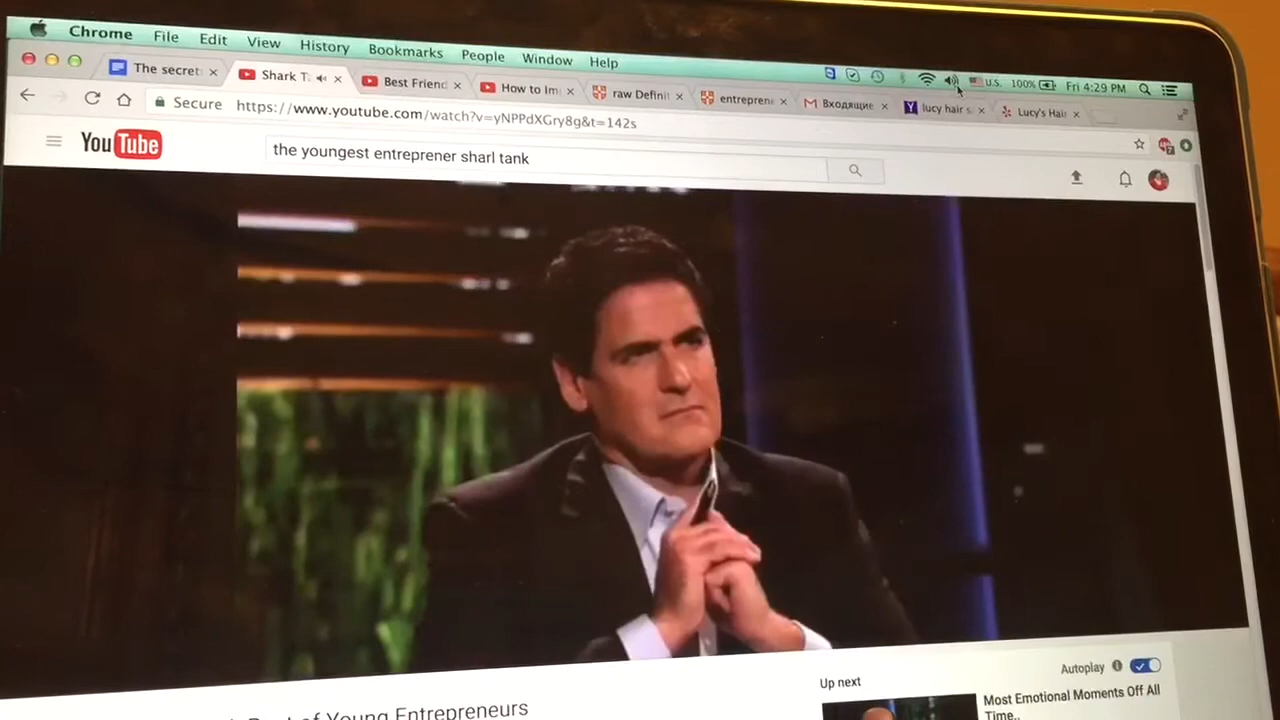 Chrome File Edit View History Bookmarks People Window Help U.S. 100% Fri 4:29 PM
The secret Shark T Best Friend How to Im raw Definit entrepren Входящие lucy hair s Lucy's Hair
Secure https://www.youtube.com/watch?v=yNPPdXGry8g&t=142s
YouTube the youngest entreprener sharl tank
Autoplay
Up next
Most Emotional Moments Off All
Time..
of Young Entrepreneurs